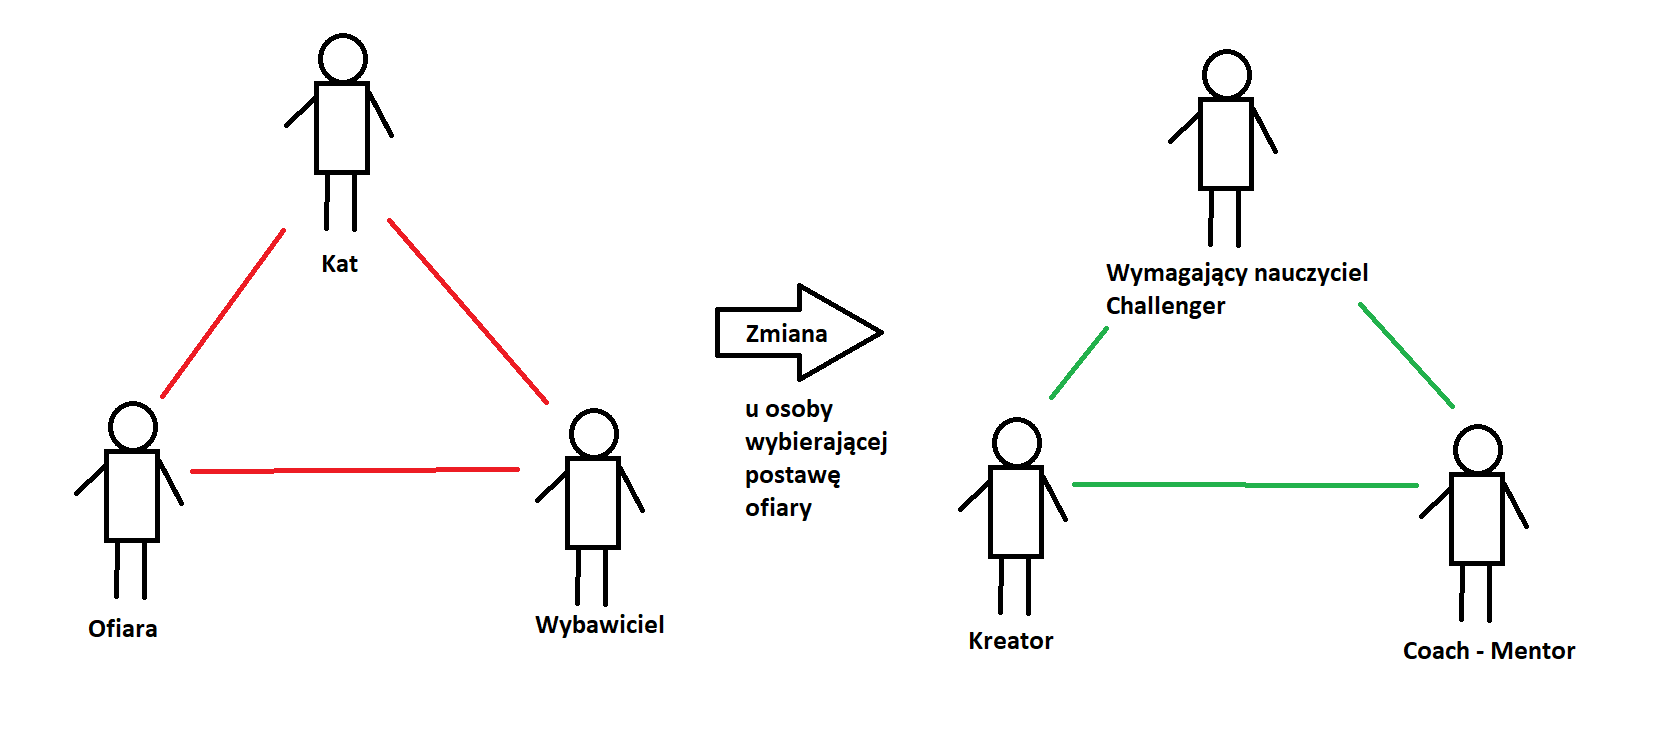 Kat
Ofiara
Wybawiciel
Zmiana
u osoby
wybierającej
postawę
ofiary
Wymagający nauczyciel
Challenger
Kreator
Coach - Mentor